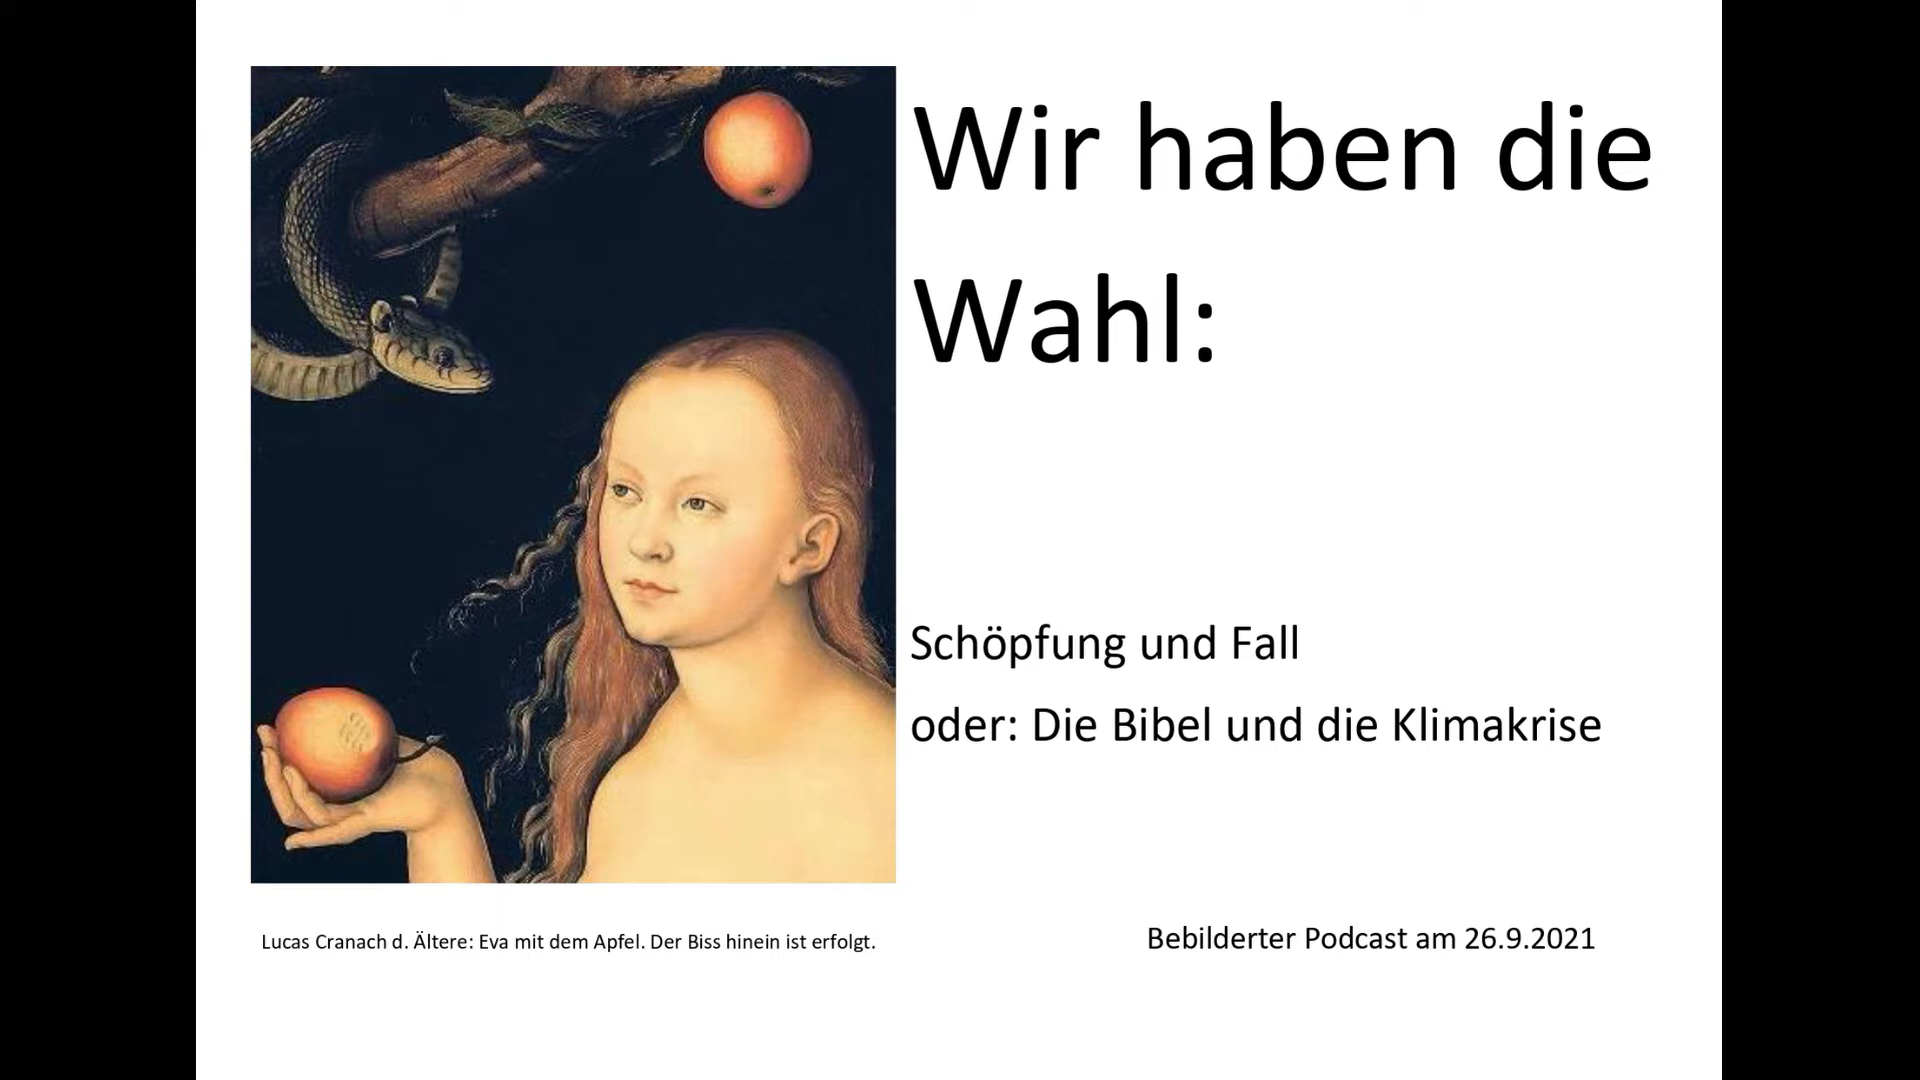 Wir haben die
Wahl:
Schöpfung und Fall
oder: Die Bibel und die Klimakrise
Lucas Cranach d. Ältere: Eva mit dem Apfel. Der Biss hinein ist erfolgt.
Bebilderter Podcast am 26.9.2021